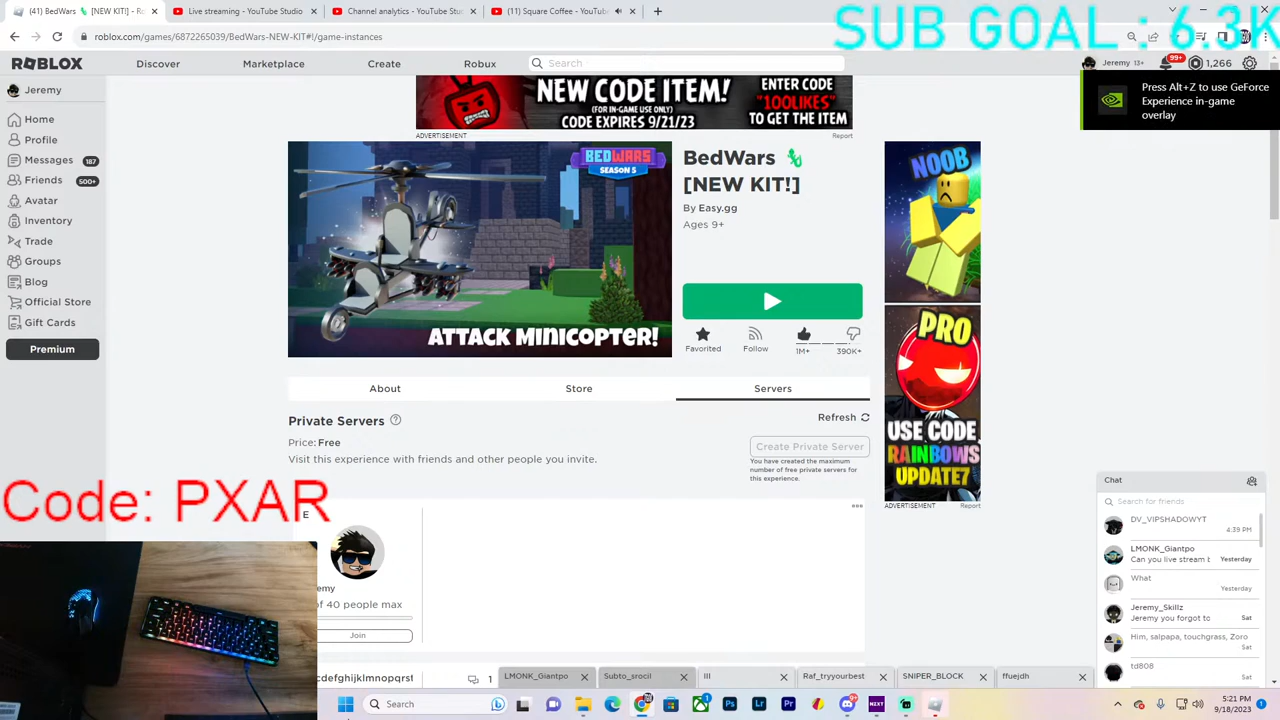 (41) BedWars
[NEW KIT!] - Ro
Live streaming - YouTube Studio
Channel analytics - YouTube Stu
(11) Square Coffee - YouTube
roblox.com/games/6872265039/BedWars-NEW-KIT#!/game-instances
SUB GOAL : 6.3K
ROBLOX
Discover
Marketplace
Create
Robux
Search
Jeremy 13+
99+
1,266
Press Alt+Z to use GeForce
Experience in-game
overlay
Jeremy
Home
Profile
Messages 187
Friends 500+
Avatar
Inventory
Trade
Groups
Blog
Official Store
Gift Cards
Premium
NEW CODE ITEM!
(FOR IN-GAME USE ONLY)
CODE EXPIRES 9/21/23
ENTER CODE
"100LIKES"
TO GET THE ITEM
ADVERTISEMENT
Report
BEDWARS
SEASON 5
ATTACK MINICOPTER!
BedWars
[NEW KIT!]
By Easy.gg
Ages 9+
Favorited
Follow
1M+
390K+
NOOB
PRO
USE CODE
RAINBOWS
UPDATE7
ADVERTISEMENT
Report
About
Store
Servers
Private Servers
Refresh
Price: Free
Visit this experience with friends and other people you invite.
Create Private Server
You have created the maximum
number of free private servers for
this experience.
Code: PXAR
E
emy
of 40 people max
Join
cdefghijklmnopqrst
1
Chat
Search for friends
DV_VIPSHADOWYT
4:39 PM
LMONK_Giantpo
Can you live stream b
Yesterday
What
Yesterday
Jeremy_Skillz
Jeremy you forgot to
Sat
Him, salpapa, touchgrass, Zoro
Sat
td808
Sat
LMONK_Giantpo
Subto_srocil
III
Raf_tryyourbest
SNIPER_BLOCK
ffuejdh
Search
5:21 PM
9/18/2023